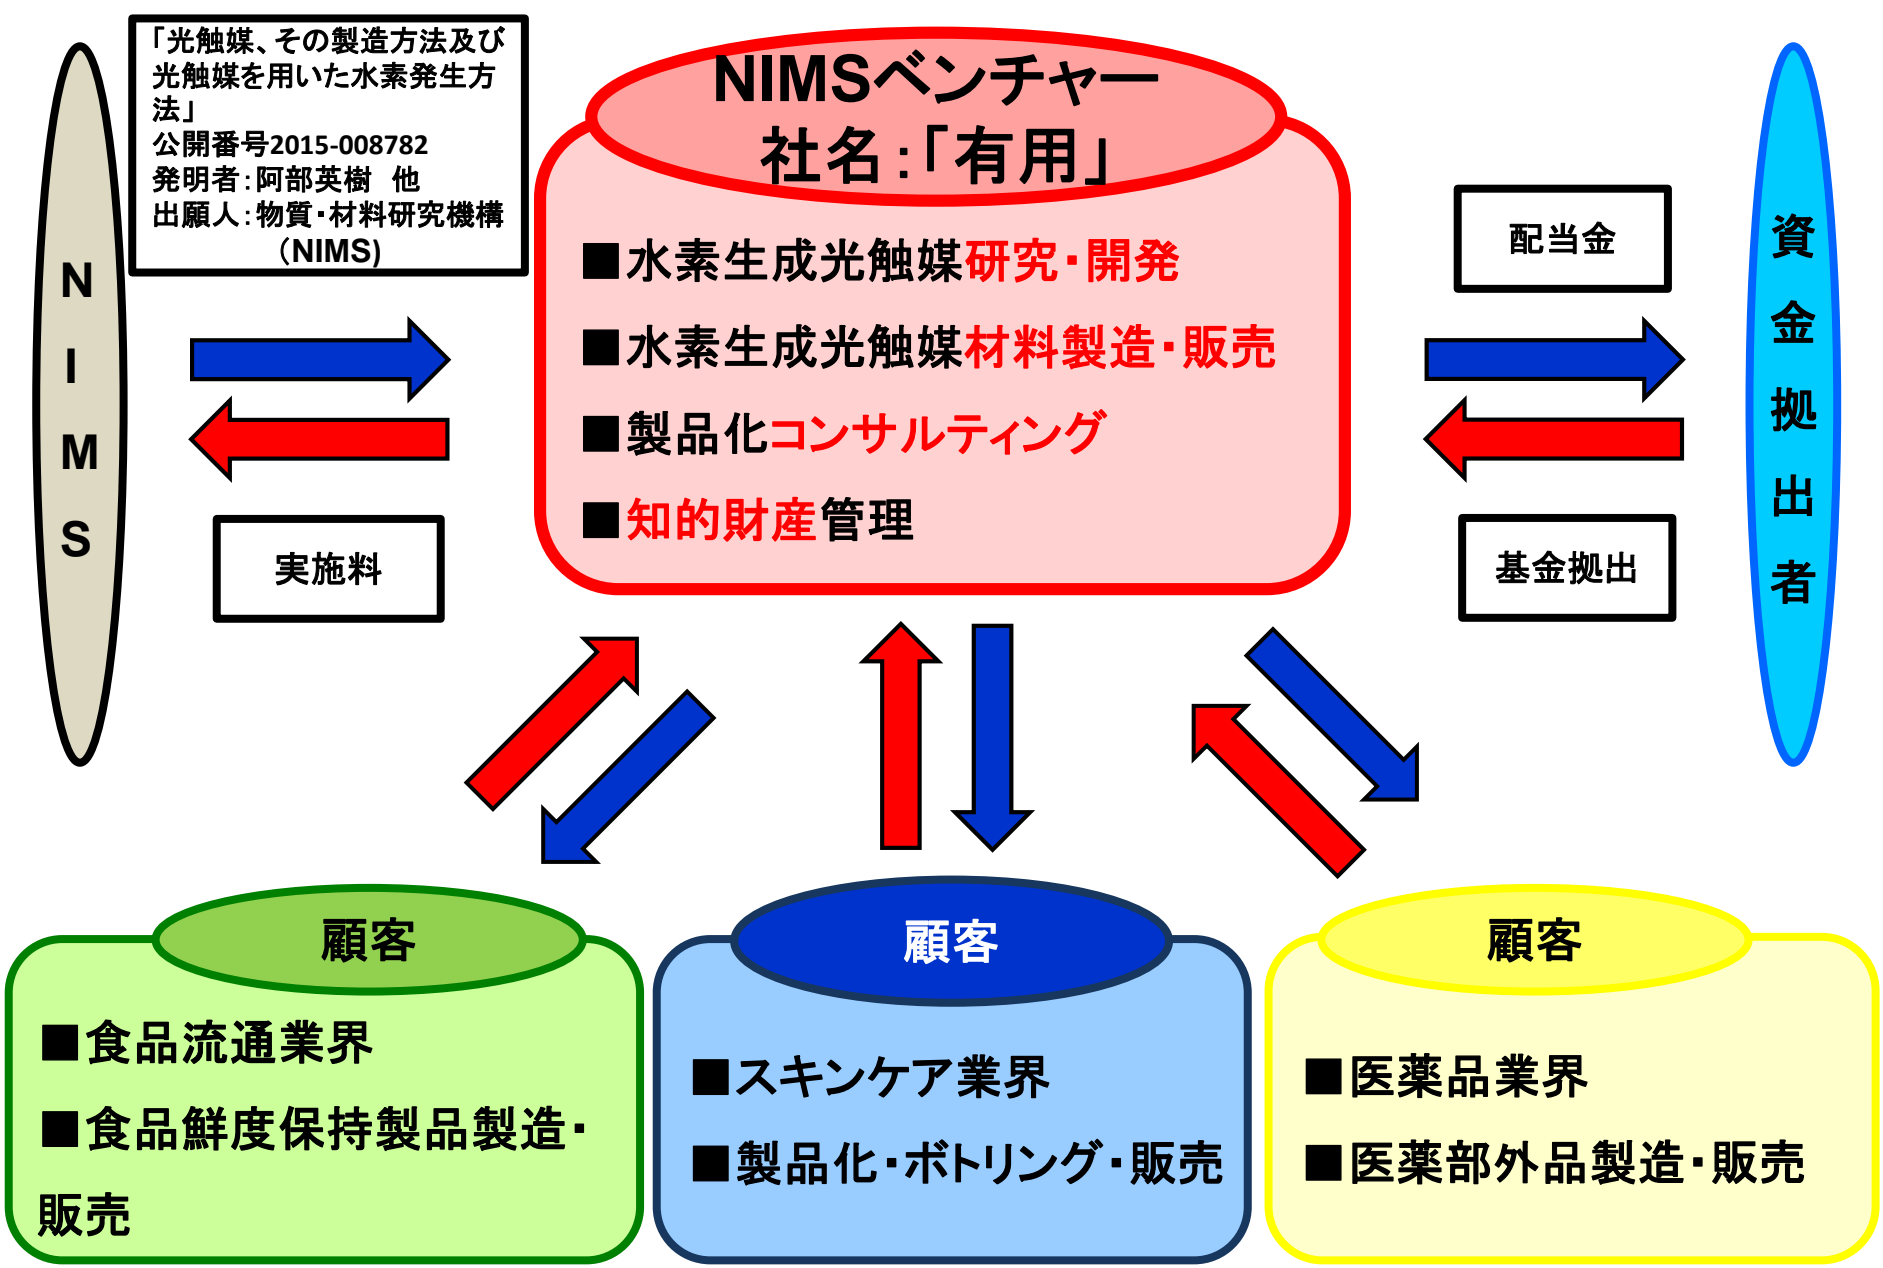 「光触媒、その製造方法及び
光触媒を用いた水素発生方
法」
公開番号2015-008782
発明者：阿部英樹　他
出願人：物質・材料研究機構
（NIMS)
NIMS
実施料
NIMSベンチャー
社名：「有用」
■水素生成光触媒研究・開発
■水素生成光触媒材料製造・販売
■製品化コンサルティング
■知的財産管理
配当金
基金拠出
資金拠出者
顧客
■食品流通業界
■食品鮮度保持製品製造・
販売
顧客
■スキンケア業界
■製品化・ボトリング・販売
顧客
■医薬品業界
■医薬部外品製造・販売